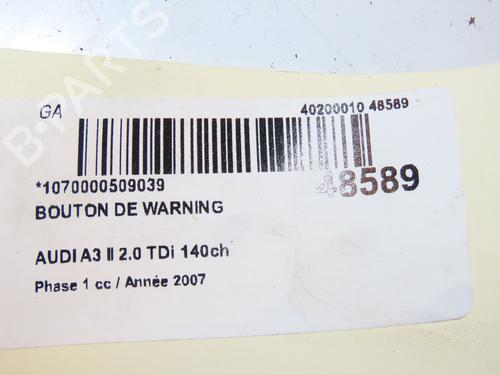 GA
40200010 48589
*1070000509039
48589
BOUTON DE WARNING
AUDI A3 II 2.0 TDi 140ch
Phase 1 cc / Année 2007
B-PARTS